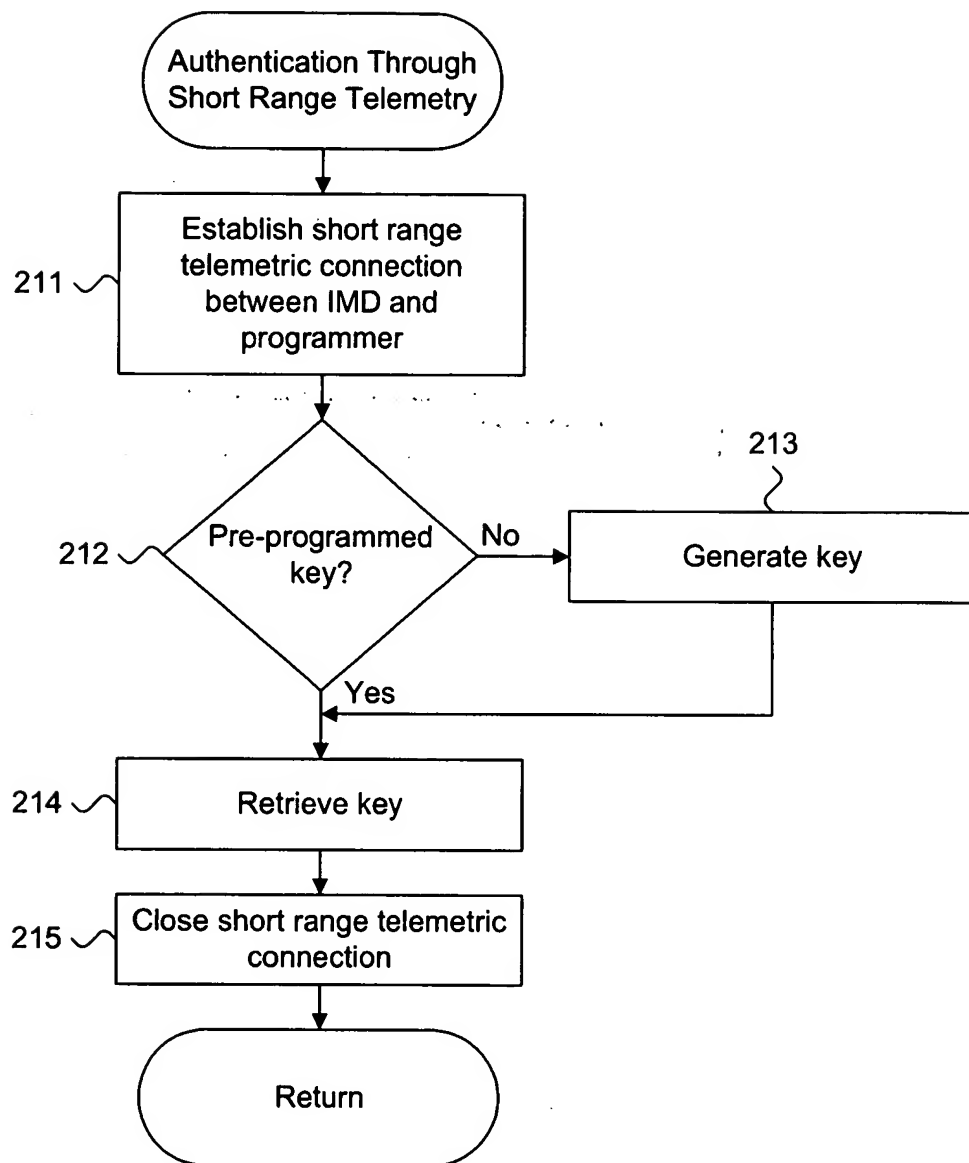 Authentication Through
Short Range Telemetry
211
Establish short range
telemetric connection
between IMD and
programmer
212
Pre-programmed
key?
No
213
Generate key
Yes
214
Retrieve key
215
Close short range telemetric
connection
Return